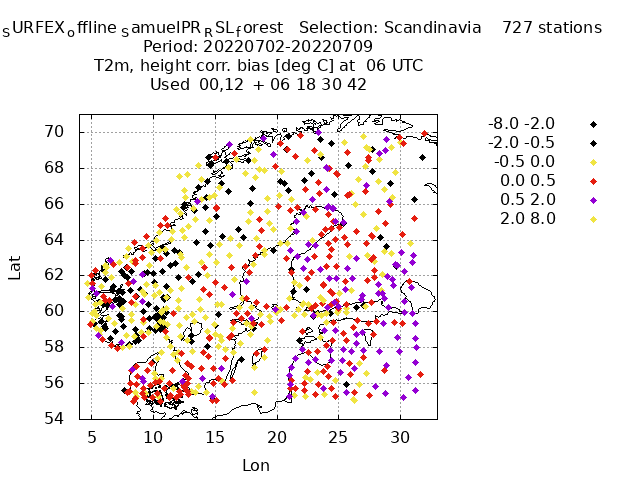 SURFEXoffline SamuelPRRSLforest Selection: Scandinavia 727 stations
Period: 20220702-20220709
T2m, height corr. bias [deg C] at 06 UTC
Used 00,12 + 06 18 30 42
-8.0 -2.0
-2.0 -0.5
-0.5 0.0
0.0 0.5
0.5 2.0
2.0 8.0
70
68
66
64
62
60
58
56
54
Lat
5 10 15 20 25 30
Lon